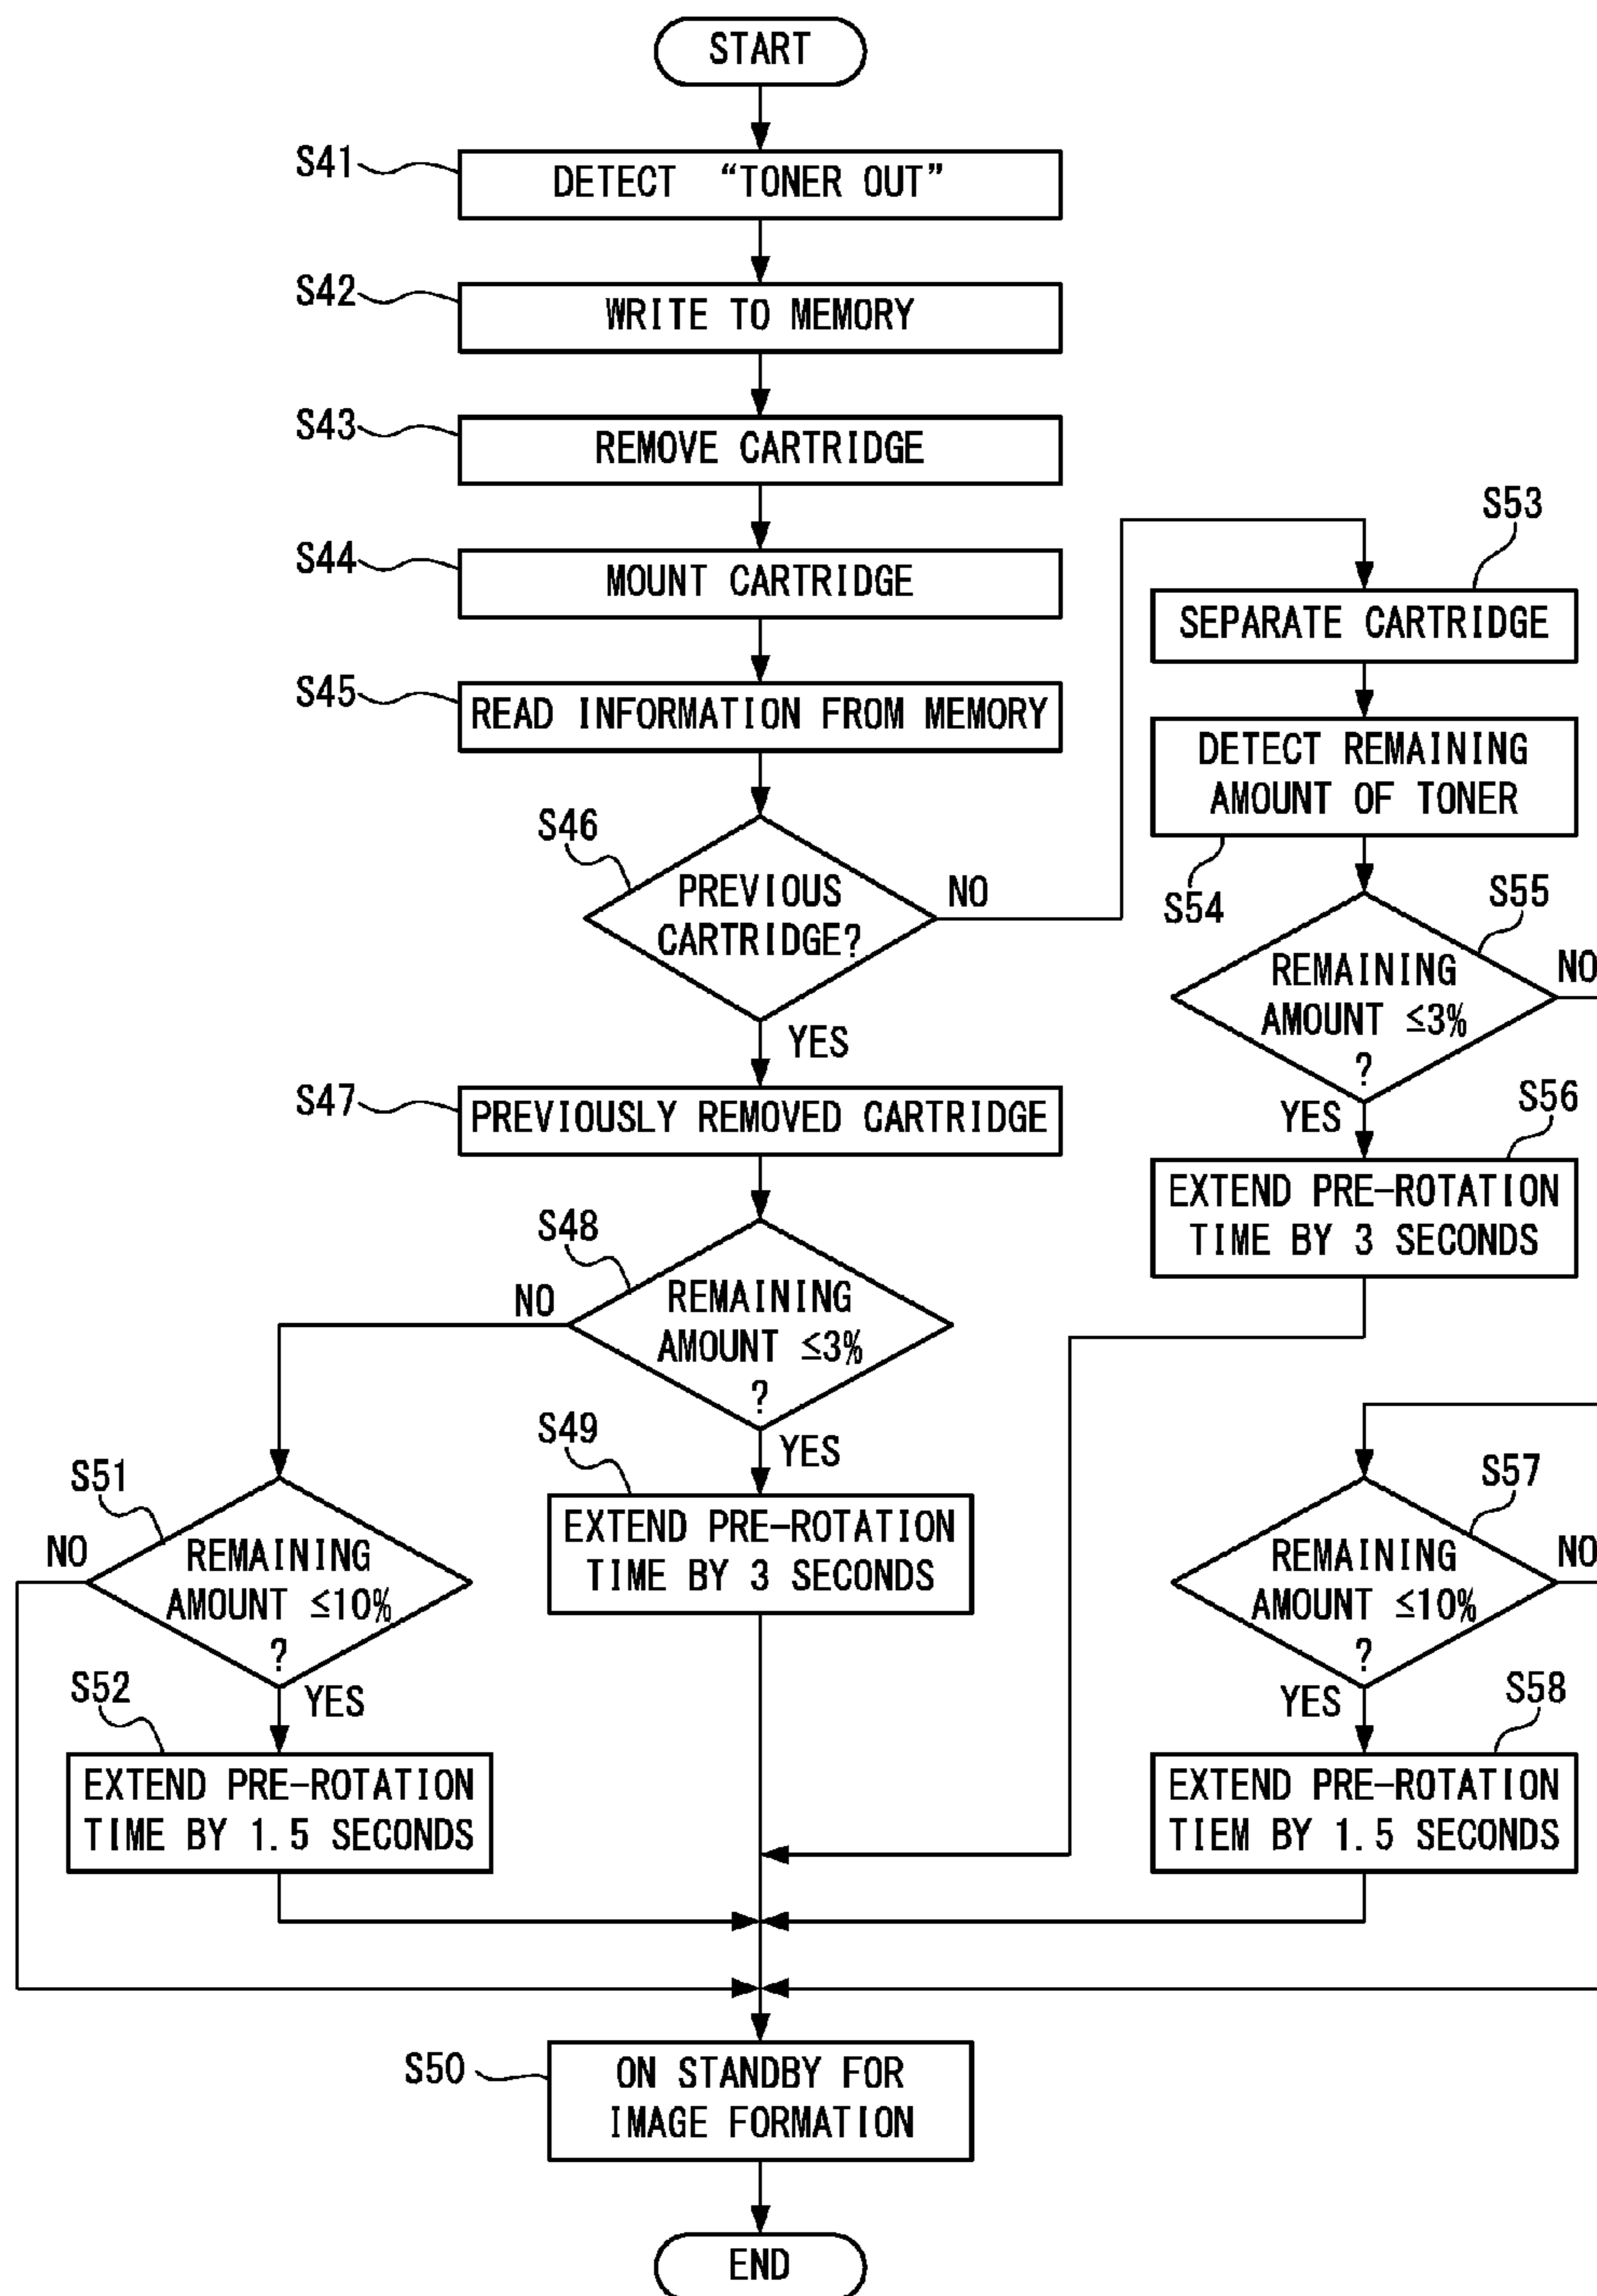 START
S41
DETECT “TONER OUT”
S42
WRITE TO MEMORY
S43
REMOVE CARTRIDGE
S44
MOUNT CARTRIDGE
S45
READ INFORMATION FROM MEMORY
S46
PREVIOUS
CARTRIDGE?
NO
YES
S47
PREVIOUSLY REMOVED CARTRIDGE
S48
REMAINING
AMOUNT ≤3%
?
NO
YES
S49
EXTEND PRE-ROTATION
TIME BY 3 SECONDS
S51
REMAINING
AMOUNT ≤10%
?
NO
YES
S52
EXTEND PRE-ROTATION
TIME BY 1.5 SECONDS
S53
SEPARATE CARTRIDGE
DETECT REMAINING
AMOUNT OF TONER
S54
S55
REMAINING
AMOUNT ≤3%
?
NO
YES
S56
EXTEND PRE-ROTATION
TIME BY 3 SECONDS
S57
REMAINING
AMOUNT ≤10%
?
NO
YES
S58
EXTEND PRE-ROTATION
TIEM BY 1.5 SECONDS
S50
ON STANDBY FOR
IMAGE FORMATION
END